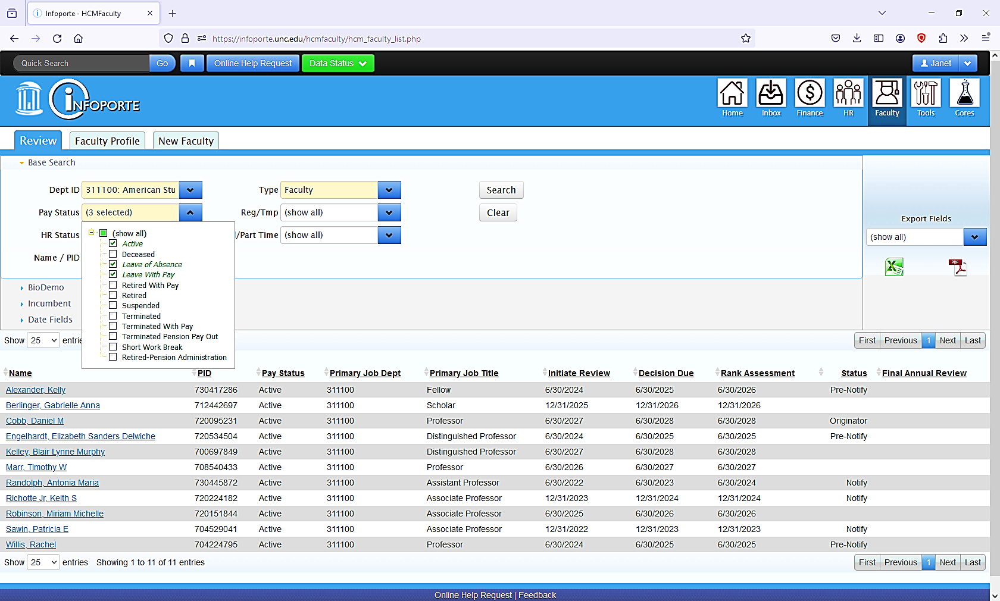 Infoporte - HCMFaculty
https://infoporte.unc.edu/hcmfaculty/hcm_faculty_list.php
Quick Search Go Online Help Request Data Status Janet
INFOPORTE Home Inbox Finance HR Faculty Tools Cores
Review Faculty Profile New Faculty
Base Search
Dept ID 311100: American Stu Type Faculty Search
Pay Status (3 selected) Reg/Tmp (show all) Clear
Export Fields
HR Status /Part Time (show all) (show all)
Name / PID
(show all)
Active
Deceased
Leave of Absence
Leave With Pay
Retired With Pay
Retired
Suspended
Terminated
Terminated With Pay
Terminated Pension Pay Out
Short Work Break
Retired-Pension Administration
PDF
BioDemo
Incumbent
Date Fields
Show 25 entrie First Previous 1 Next Last
Name PID Pay Status Primary Job Dept Primary Job Title Initiate Review Decision Due Rank Assessment Status Final Annual Review
Alexander, Kelly 730417286 Active 311100 Fellow 6/30/2024 6/30/2025 6/30/2026 Pre-Notify
Berlinger, Gabrielle Anna 712442697 Active 311100 Scholar 12/31/2025 12/31/2026 12/31/2026
Cobb, Daniel M 720095231 Active 311100 Professor 6/30/2027 6/30/2028 6/30/2028 Originator
Engelhardt, Elizabeth Sanders Delwiche 720534504 Active 311100 Distinguished Professor 6/30/2024 6/30/2025 6/30/2025 Pre-Notify
Kelley, Blair Lynne Murphy 700697849 Active 311100 Distinguished Professor 6/30/2027 6/30/2028 6/30/2028
Marr, Timothy W 708540433 Active 311100 Professor 6/30/2026 6/30/2027 6/30/2027
Randolph, Antonia Maria 730445872 Active 311100 Assistant Professor 6/30/2022 6/30/2023 6/30/2024 Notify
Richotte Jr, Keith S 720224182 Active 311100 Associate Professor 12/31/2023 12/31/2024 12/31/2024 Notify
Robinson, Miriam Michelle 720151844 Active 311100 Associate Professor 6/30/2025 6/30/2026 6/30/2026
Sawin, Patricia E 704529041 Active 311100 Associate Professor 12/31/2022 12/31/2023 12/31/2023 Notify
Willis, Rachel 704224795 Active 311100 Professor 6/30/2024 6/30/2025 6/30/2025 Pre-Notify
Show 25 entries Showing 1 to 11 of 11 entries First Previous 1 Next Last
Online Help Request | Feedback